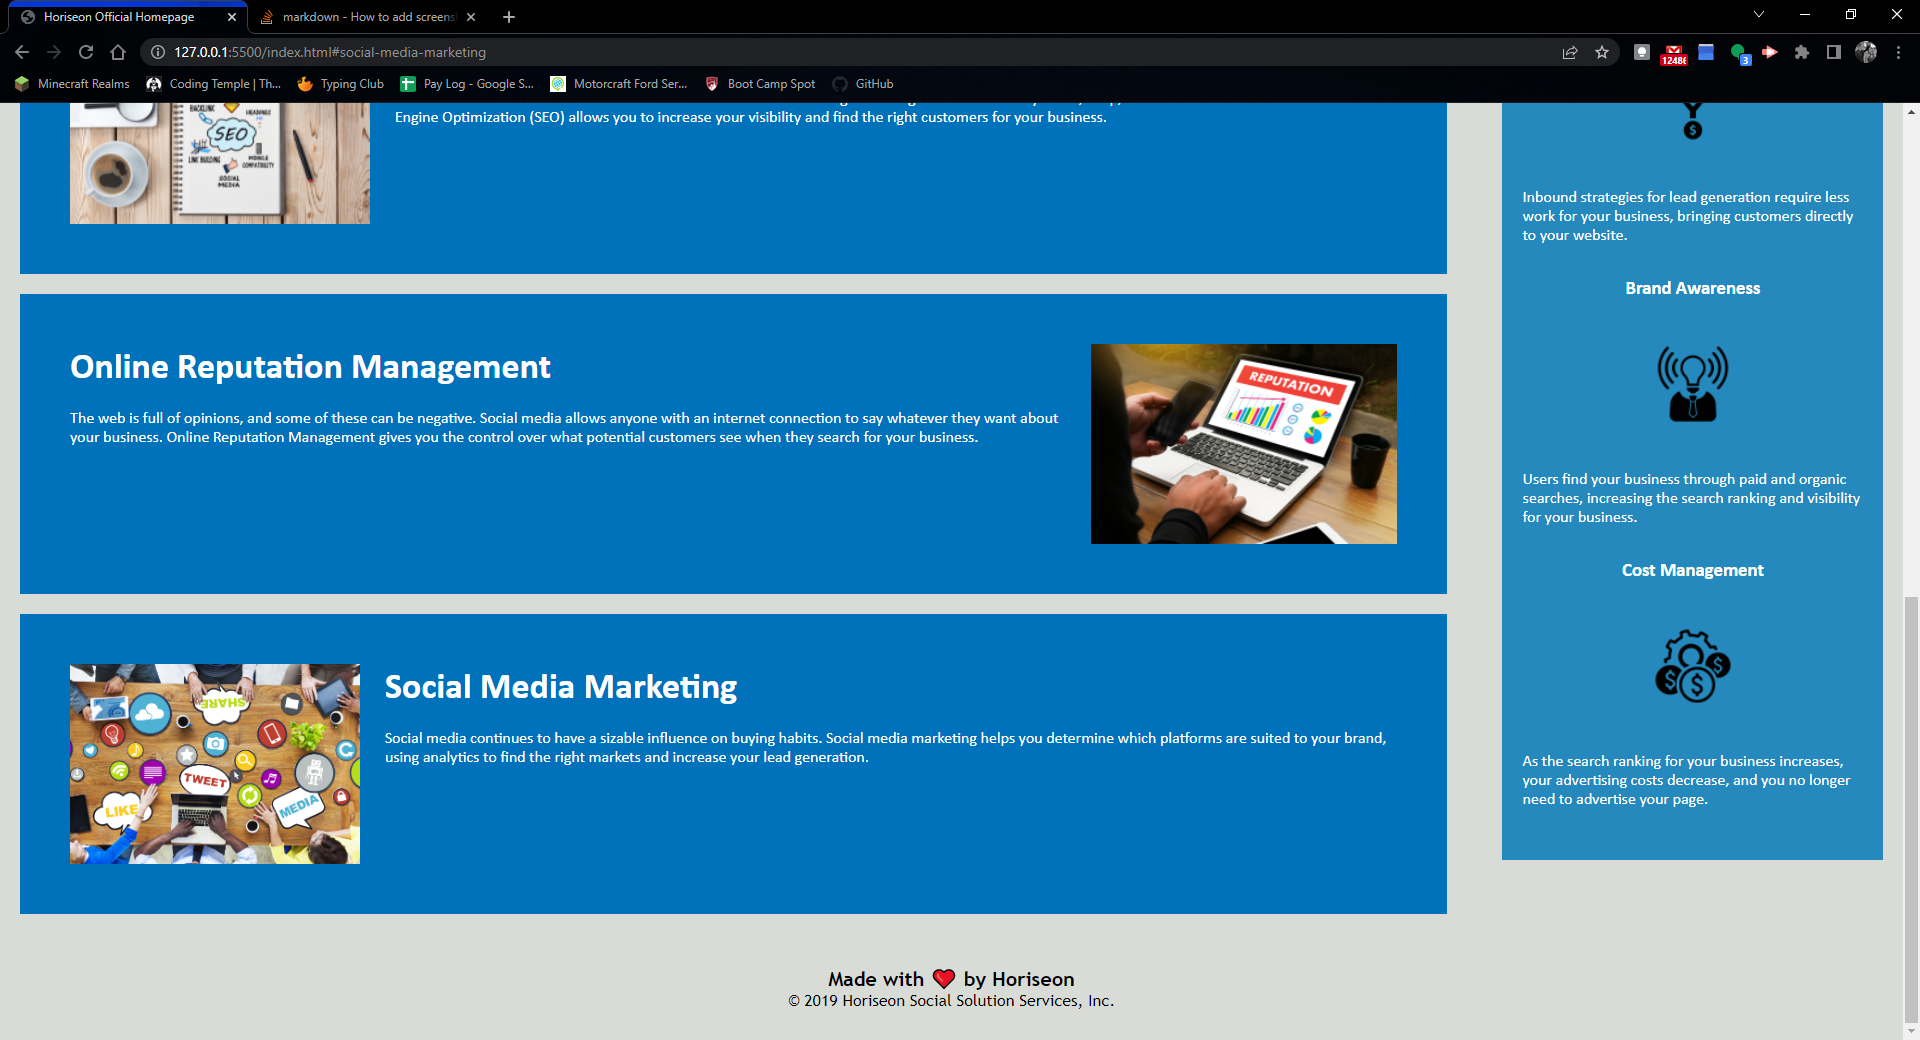 Horiseon Official Homepage
markdown - How to add screens
127.0.0.1:5500/index.html#social-media-marketing
12486
3
Minecraft Realms
Coding Temple | Th...
Typing Club
Pay Log - Google S...
Motorcraft Ford Ser...
Boot Camp Spot
GitHub
BACKLINK
HEADINGS
SEO
LINK BUILDING
MOBILE
COMPATIBILITY
SOCIAL
MEDIA
Engine Optimization (SEO) allows you to increase your visibility and find the right customers for your business.
Online Reputation Management
The web is full of opinions, and some of these can be negative. Social media allows anyone with an internet connection to say whatever they want about
your business. Online Reputation Management gives you the control over what potential customers see when they search for your business.
REPUTATION
SHARE
TWEET
LIKE
MEDIA
Social Media Marketing
Social media continues to have a sizable influence on buying habits. Social media marketing helps you determine which platforms are suited to your brand,
using analytics to find the right markets and increase your lead generation.
$
Inbound strategies for lead generation require less
work for your business, bringing customers directly
to your website.
Brand Awareness
Users find your business through paid and organic
searches, increasing the search ranking and visibility
for your business.
Cost Management
$
$
$
As the search ranking for your business increases,
your advertising costs decrease, and you no longer
need to advertise your page.
Made with ❤ by Horiseon
© 2019 Horiseon Social Solution Services, Inc.